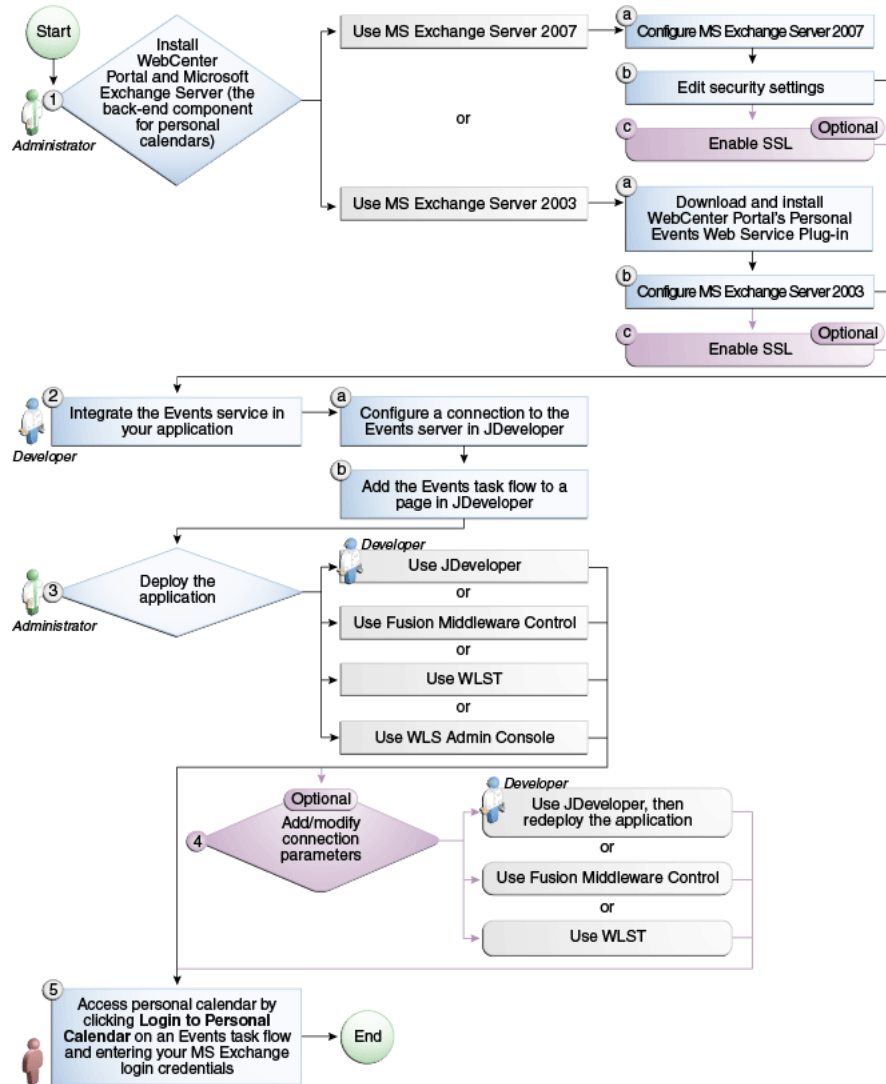 Start
1
Administrator
Install
WebCenter
Portal and Microsoft
Exchange Server (the
back-end component
for personal
calendars)
Use MS Exchange Server 2007
a
Configure MS Exchange Server 2007
b
Edit security settings
c
Optional
Enable SSL
or
Use MS Exchange Server 2003
a
Download and install
WebCenter Portal's Personal
Events Web Service Plug-in
b
Configure MS Exchange Server 2003
c
Optional
Enable SSL
2
Developer
Integrate the Events service in
your application
a
Configure a connection to the
Events server in JDeveloper
b
Add the Events task flow to a
page in JDeveloper
3
Administrator
Deploy the
application
Developer
Use JDeveloper
or
Use Fusion Middleware Control
or
Use WLST
or
Use WLS Admin Console
4
Optional
Add/modify
connection
parameters
Developer
Use JDeveloper, then
redeploy the application
or
Use Fusion Middleware Control
or
Use WLST
5
Access personal calendar by
clicking Login to Personal
Calendar on an Events task flow
and entering your MS Exchange
login credentials
End